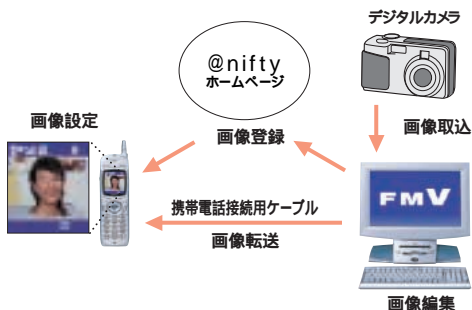 デジタルカメラ
@nifty
ホームページ
画像設定
画像登録
画像取込
携帯電話接続用ケーブル
画像転送
FMV
画像編集